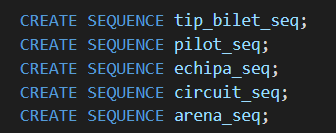 CREATE SEQUENCE tip_bilet_seq;
CREATE SEQUENCE pilot_seq;
CREATE SEQUENCE echipa_seq;
CREATE SEQUENCE circuit_seq;
CREATE SEQUENCE arena_seq;